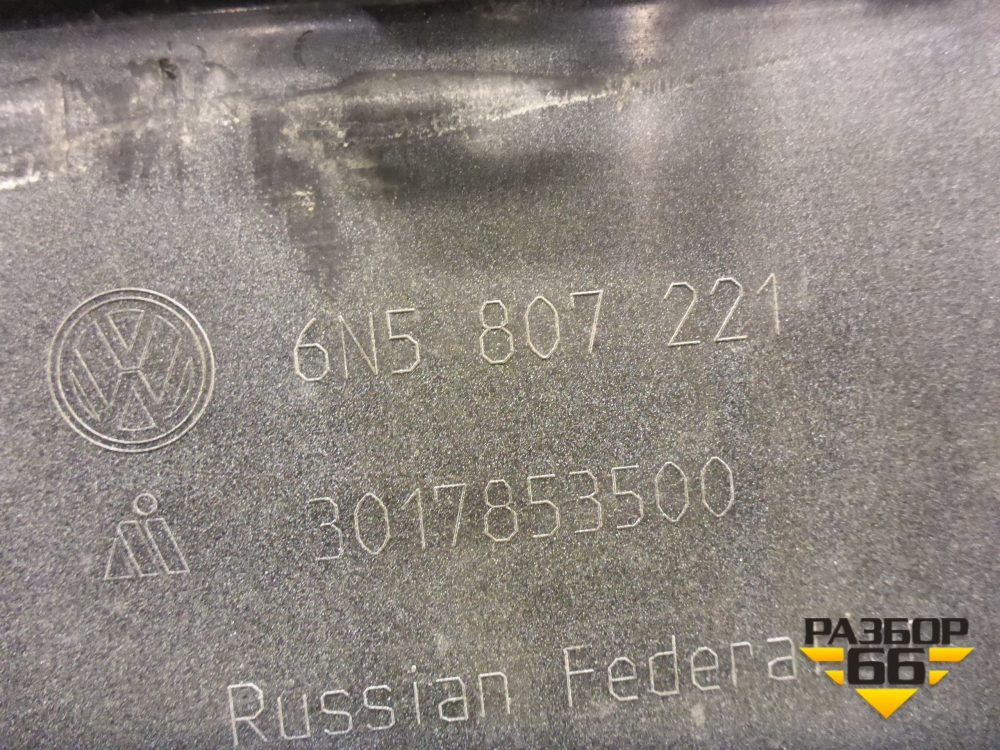 6N5 807 221
3017853500
Russian Federa
РАЗБОР
66